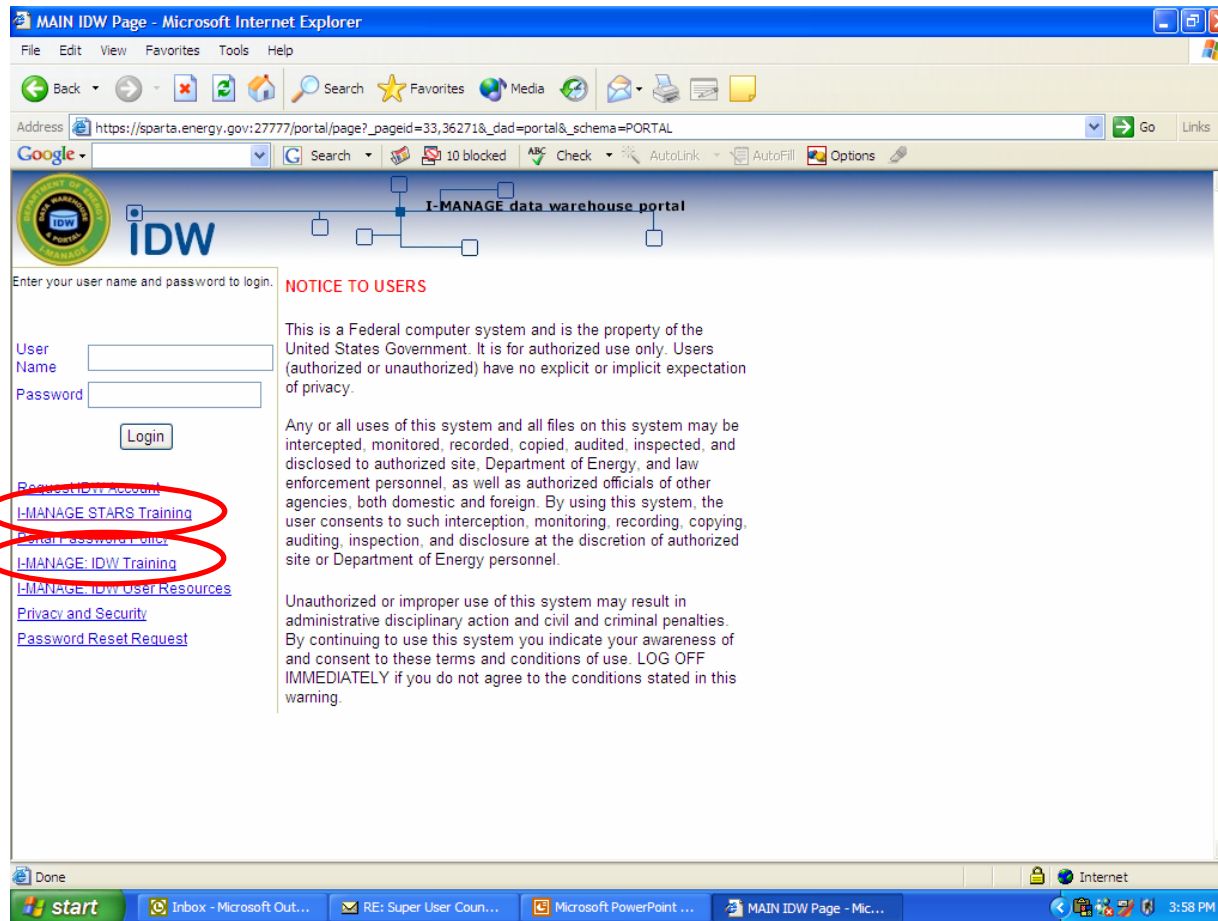 MAIN IDW Page - Microsoft Internet Explorer
File Edit View Favorites Tools Help
Back Search Favorites Media
Address https://sparta.energy.gov:27777/portal/page?_pageid=33,36271&_dad=portal&_schema=PORTAL Go Links
Google Search 10 blocked ABC Check AutoLink AutoFill Options
DEPARTMENT OF ENERGY DATA WAREHOUSE & PORTAL I-MANAGE IDW
IDW
I-MANAGE data warehouse portal
Enter your user name and password to login.
User
Name
Password
Login
Request IDW Account
I-MANAGE STARS Training
Portal Password Policy
I-MANAGE: IDW Training
I-MANAGE: IDW User Resources
Privacy and Security
Password Reset Request
NOTICE TO USERS
This is a Federal computer system and is the property of the
United States Government. It is for authorized use only. Users
(authorized or unauthorized) have no explicit or implicit expectation
of privacy.
Any or all uses of this system and all files on this system may be
intercepted, monitored, recorded, copied, audited, inspected, and
disclosed to authorized site, Department of Energy, and law
enforcement personnel, as well as authorized officials of other
agencies, both domestic and foreign. By using this system, the
user consents to such interception, monitoring, recording, copying,
auditing, inspection, and disclosure at the discretion of authorized
site or Department of Energy personnel.
Unauthorized or improper use of this system may result in
administrative disciplinary action and civil and criminal penalties.
By continuing to use this system you indicate your awareness of
and consent to these terms and conditions of use. LOG OFF
IMMEDIATELY if you do not agree to the conditions stated in this
warning.
Done Internet
start Inbox - Microsoft Out... RE: Super User Coun... Microsoft PowerPoint ... MAIN IDW Page - Mic... 3:58 PM